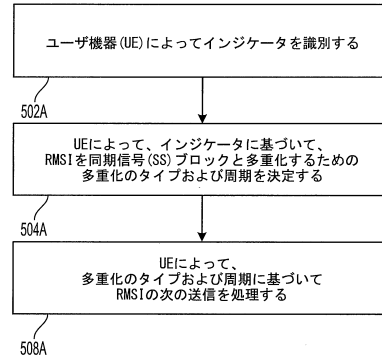 ユーザ機器(UE)によってインジケータを識別する
502A
UEによって、インジケータに基づいて、
RMSIを同期信号(SS)ブロックと多重化するための
多重化のタイプおよび周期を決定する
504A
UEによって、
多重化のタイプおよび周期に基づいて
RMSIの次の送信を処理する
508A